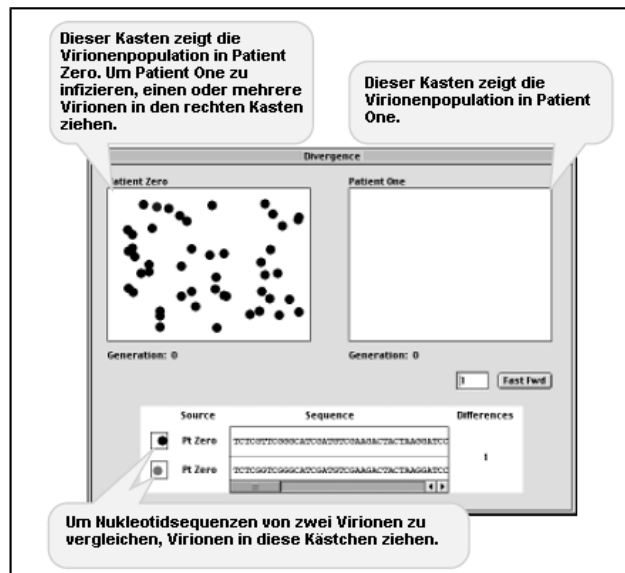 Dieser Kasten zeigt die
Virionenpopulation in Patient
Zero. Um Patient One zu
infizieren, einen oder mehrere
Virionen in den rechten Kasten
ziehen.
Dieser Kasten zeigt die
Virionenpopulation in Patient
One.
Divergence
Patient Zero
Patient One
Generation: 0
Generation: 0
1
Fast Fwd
Source
Sequence
Differences
Pt Zero
TCTCGTTCGGGCATCGATGTCGAAGACTACTAAGGATCC
1
Pt Zero
TCTCGGTCGGGCATCGATGTCGAAGACTACTAAGGATCC
Um Nukleotidsequenzen von zwei Virionen zu
vergleichen, Virionen in diese Kästchen ziehen.